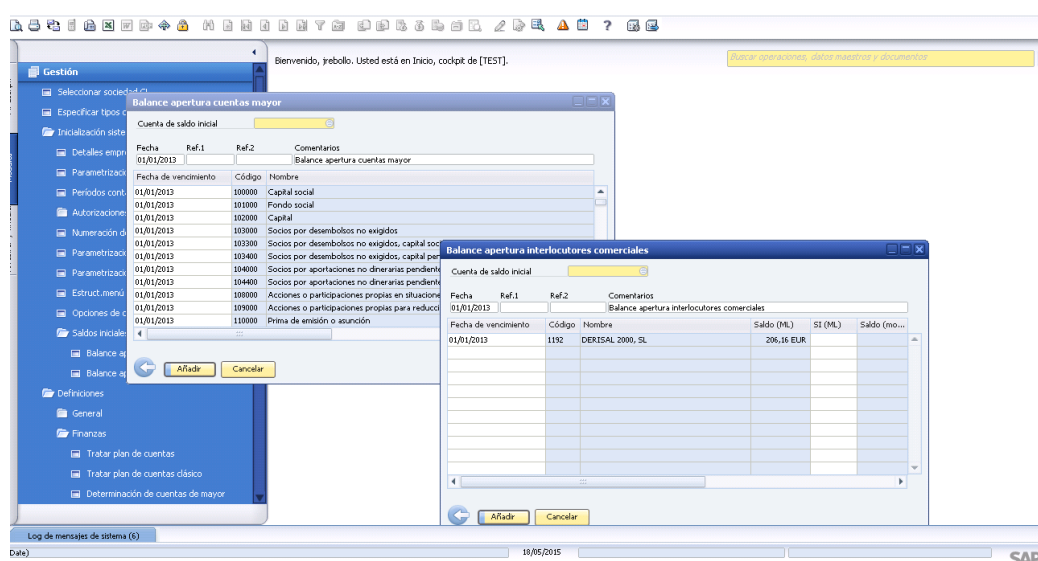 Bienvenido, jrebollo. Usted está en Inicio, cockpit de [TEST].
Buscar operaciones, datos maestros y documentos
Gestión
Seleccionar sociedad
Especificar tipos
Inicialización siste
Detalles empre
Parametrizaci
Períodos cont
Autorizaciones
Numeración d
Parametrizaci
Parametrizaci
Estruct.menú
Opciones de c
Saldos iniciale
Balance ap
Balance ap
Definiciones
General
Finanzas
Tratar plan de cuentas
Tratar plan de cuentas clásico
Determinación de cuentas de mayor
Balance apertura cuentas mayor
Cuenta de saldo inicial
Fecha Ref.1 Ref.2 Comentarios
01/01/2013 Balance apertura cuentas mayor
Fecha de vencimiento Código Nombre
01/01/2013 100000 Capital social
01/01/2013 101000 Fondo social
01/01/2013 102000 Capital
01/01/2013 103000 Socios por desembolsos no exigidos
01/01/2013 103300 Socios por desembolsos no exigidos, capital soc
01/01/2013 103400 Socios por desembolsos no exigidos, capital per
01/01/2013 104000 Socios por aportaciones no dinerarias pendiente
01/01/2013 104400 Socios por aportaciones no dinerarias pendiente
01/01/2013 108000 Acciones o participaciones propias en situacione
01/01/2013 109000 Acciones o participaciones propias para reducci
01/01/2013 110000 Prima de emisión o asunción
Añadir Cancelar
Balance apertura interlocutores comerciales
Cuenta de saldo inicial
Fecha Ref.1 Ref.2 Comentarios
01/01/2013 Balance apertura interlocutores comerciales
Fecha de vencimiento Código Nombre Saldo (ML) SI (ML) Saldo (mo...
01/01/2013 1192 DERISAL 2000, SL 206,16 EUR
Añadir Cancelar
Log de mensajes de sistema (6)
Date) 18/05/2015
SAP